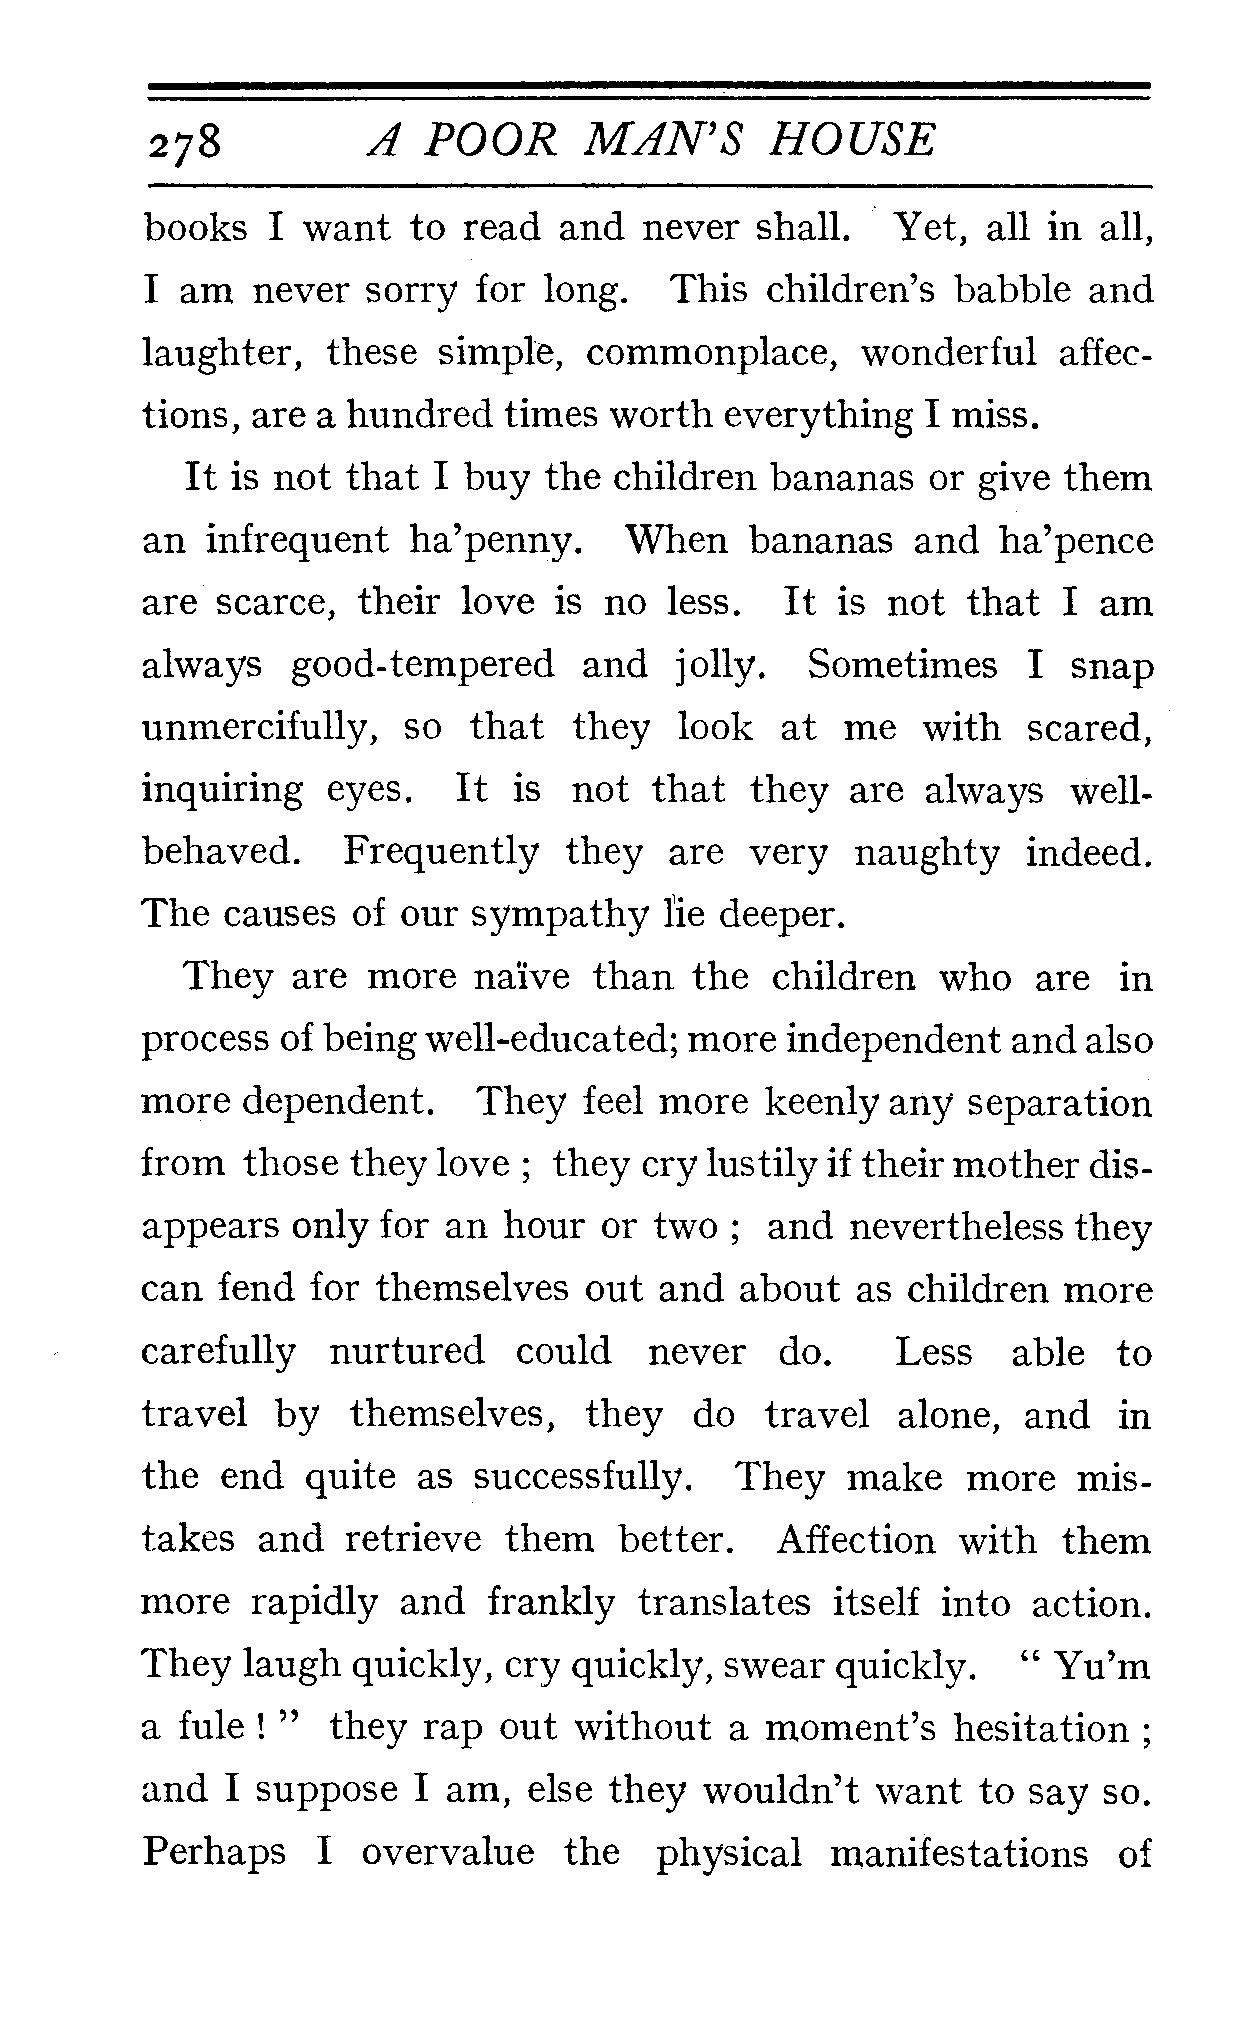 278 A POOR MAN'S HOUSE
books I want to read and never shall. Yet, all in all,
I am never sorry for long. This children's babble and
laughter, these simple, commonplace, wonderful affec-
tions, are a hundred times worth everything I miss.
It is not that I buy the children bananas or give them
an infrequent ha'penny. When bananas and ha'pence
are scarce, their love is no less. It is not that I am
always good-tempered and jolly. Sometimes I snap
unmercifully, so that they look at me with scared,
inquiring eyes. It is not that they are always well-
behaved. Frequently they are very naughty indeed.
The causes of our sympathy lie deeper.
They are more naïve than the children who are in
process of being well-educated; more independent and also
more dependent. They feel more keenly any separation
from those they love ; they cry lustily if their mother dis-
appears only for an hour or two ; and nevertheless they
can fend for themselves out and about as children more
carefully nurtured could never do. Less able to
travel by themselves, they do travel alone, and in
the end quite as successfully. They make more mis-
takes and retrieve them better. Affection with them
more rapidly and frankly translates itself into action.
They laugh quickly, cry quickly, swear quickly. “ Yu'm
a fule ! ” they rap out without a moment's hesitation ;
and I suppose I am, else they wouldn't want to say so.
Perhaps I overvalue the physical manifestations of